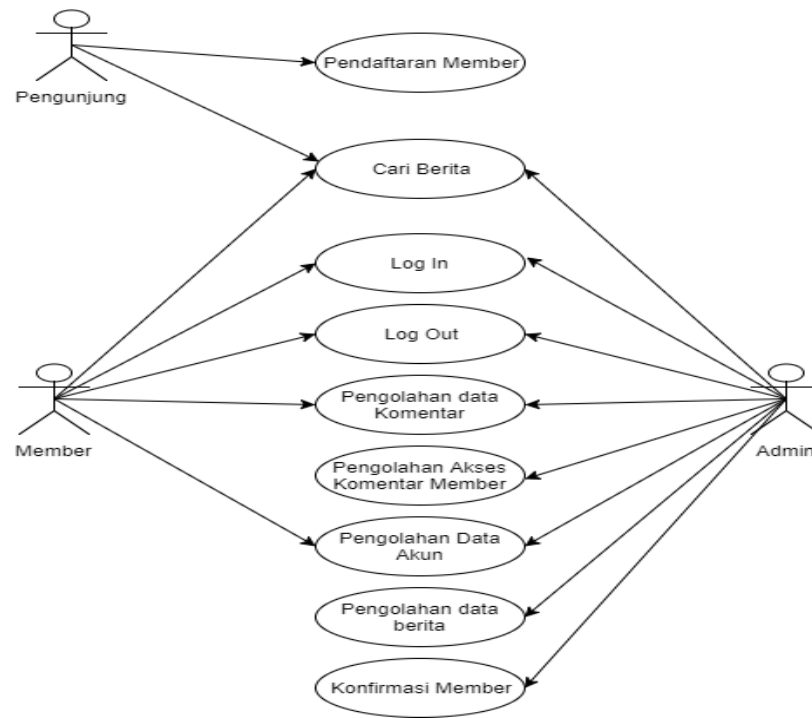 Pendaftaran Member
Pengunjung
Cari Berita
Log In
Log Out
Pengolahan data
Komentar
Member
Admin
Pengolahan Akses
Komentar Member
Pengolahan Data
Akun
Pengolahan data
berita
Konfirmasi Member